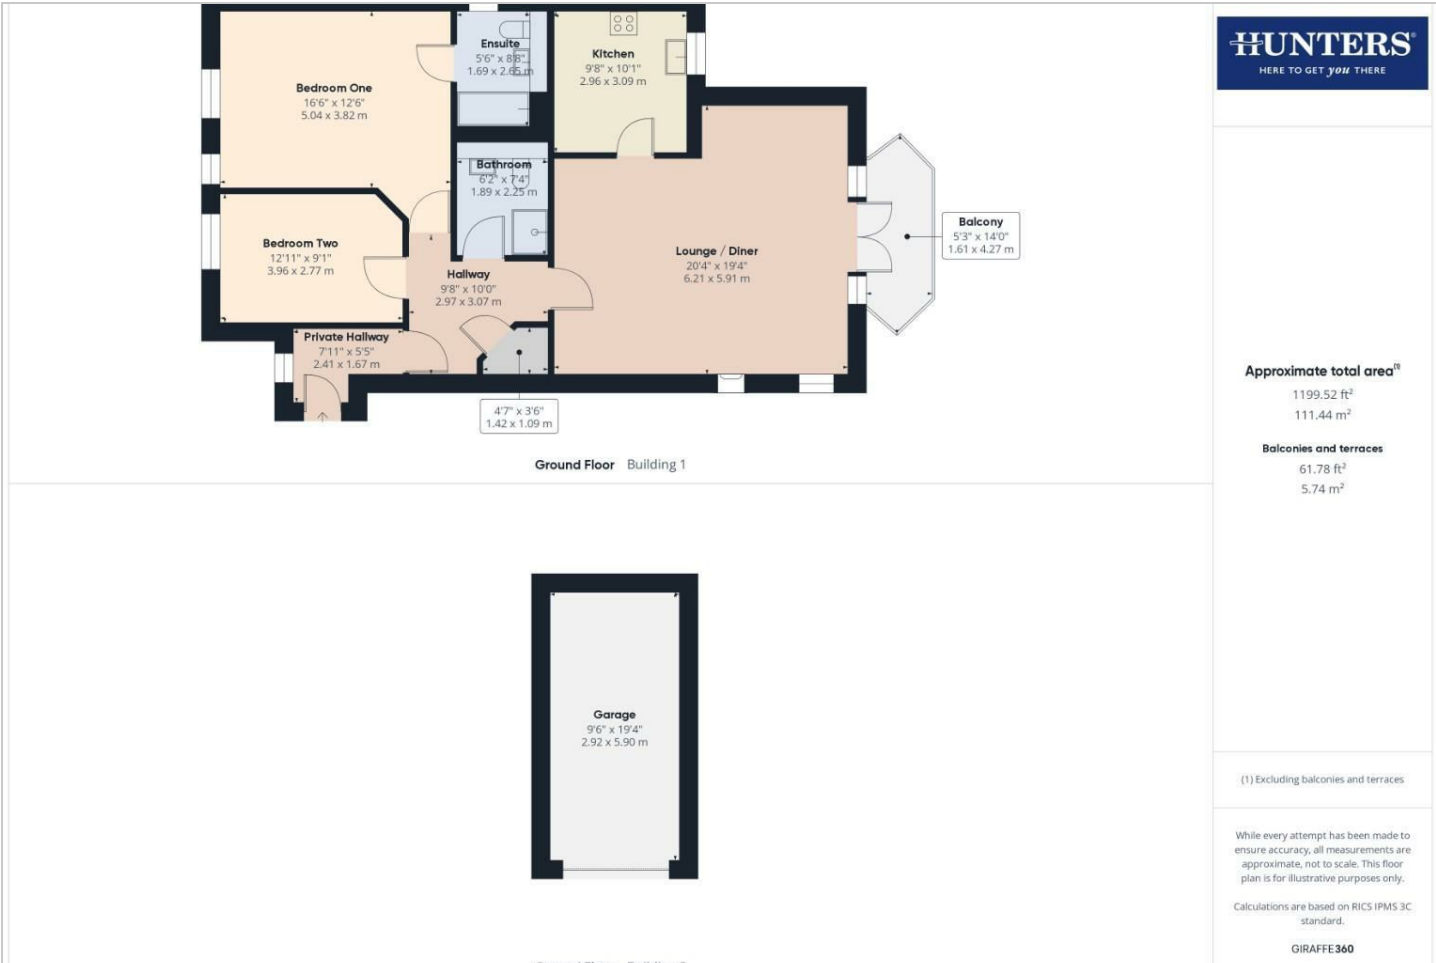 Ensuite
5'6" x 8'8"
1.69 x 2.65 m
Kitchen
9'8" x 10'1"
2.96 x 3.09 m
Bedroom One
16'6" x 12'6"
5.04 x 3.82 m
Bathroom
6'2" x 7'4"
1.89 x 2.25 m
Bedroom Two
12'11" x 9'1"
3.96 x 2.77 m
Hallway
9'8" x 10'0"
2.97 x 3.07 m
Lounge / Diner
20'4" x 19'4"
6.21 x 5.91 m
Balcony
5'3" x 14'0"
1.61 x 4.27 m
Private Hallway
7'11" x 5'5"
2.41 x 1.67 m
4'7" x 3'6"
1.42 x 1.09 m
Ground Floor Building 1
Garage
9'6" x 19'4"
2.92 x 5.90 m
HUNTERS®
HERE TO GET you THERE
Approximate total area(1)
1199.52 ft²
111.44 m²
Balconies and terraces
61.78 ft²
5.74 m²
(1) Excluding balconies and terraces
While every attempt has been made to
ensure accuracy, all measurements are
approximate, not to scale. This floor
plan is for illustrative purposes only.
Calculations are based on RICS IPMS 3C
standard.
GIRAFFE360